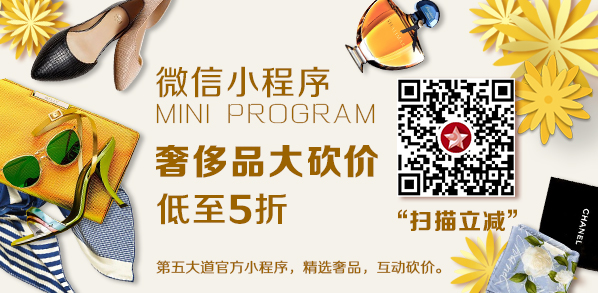 微信小程序
MINI PROGRAM
奢侈品大砍价
低至5折
“扫描立减”
CHANEL
第五大道官方小程序，精选奢品，互动砍价。